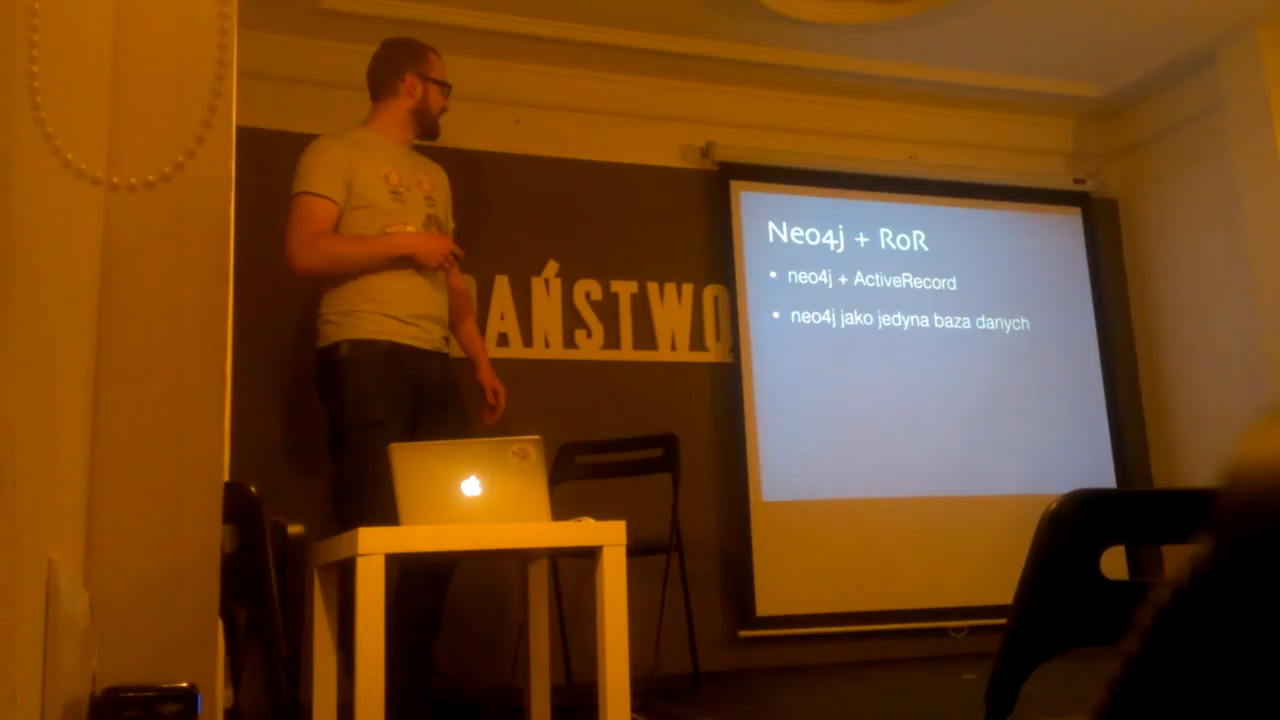 PAŃSTWO
Neo4j + RoR
• neo4j + ActiveRecord
• neo4j jako jedyna baza danych